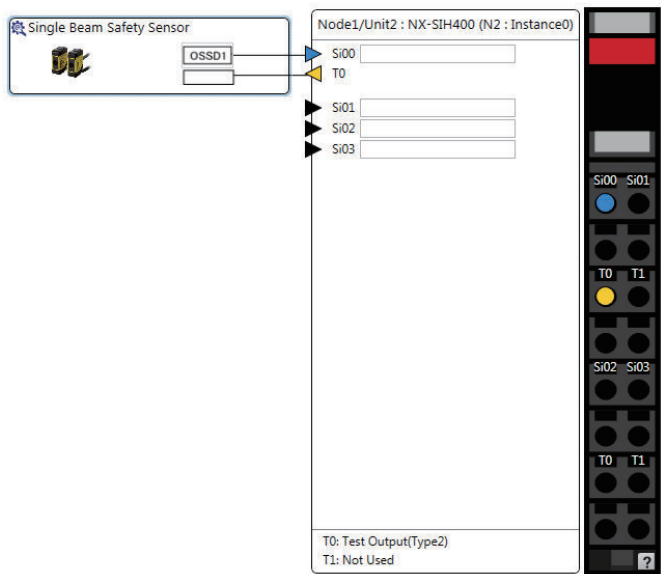 Single Beam Safety Sensor
OSSD1
Node1/Unit2 : NX-SIH400 (N2 : Instance0)
Si00
T0
Si01
Si02
Si03
T0: Test Output(Type2)
T1: Not Used
Si00 Si01
T0 T1
Si02 Si03
T0 T1
?